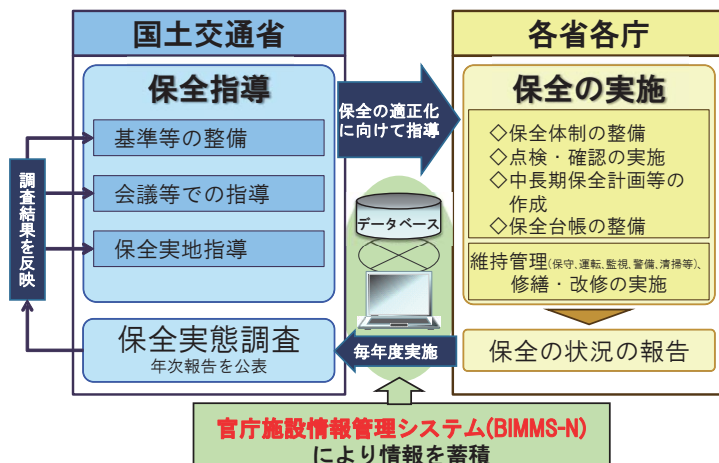 国土交通省
保全指導
基準等の整備
会議等での指導
保全実地指導
調査結果を反映
保全実態調査
年次報告を公表
保全の適正化
に向けて指導
データベース
毎年度実施
各省各庁
保全の実施
◇保全体制の整備
◇点検・確認の実施
◇中長期保全計画等の
作成
◇保全台帳の整備
維持管理(保守、運転、監視、警備、清掃等)、
修繕・改修の実施
保全の状況の報告
官庁施設情報管理システム(BIMMS-N)
により情報を蓄積